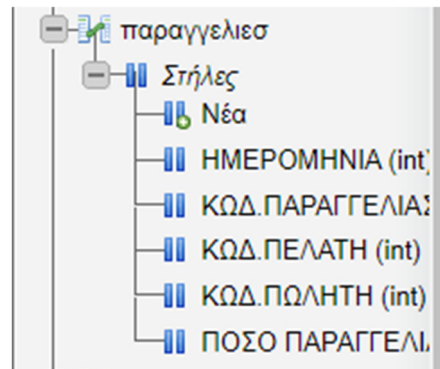 παραγγελιεσ
Στήλες
Νέα
ΗΜΕΡΟΜΗΝΙΑ (int)
ΚΩΔ.ΠΑΡΑΓΓΕΛΙΑΣ
ΚΩΔ.ΠΕΛΑΤΗ (int)
ΚΩΔ.ΠΩΛΗΤΗ (int)
ΠΟΣΟ ΠΑΡΑΓΓΕΛΙ